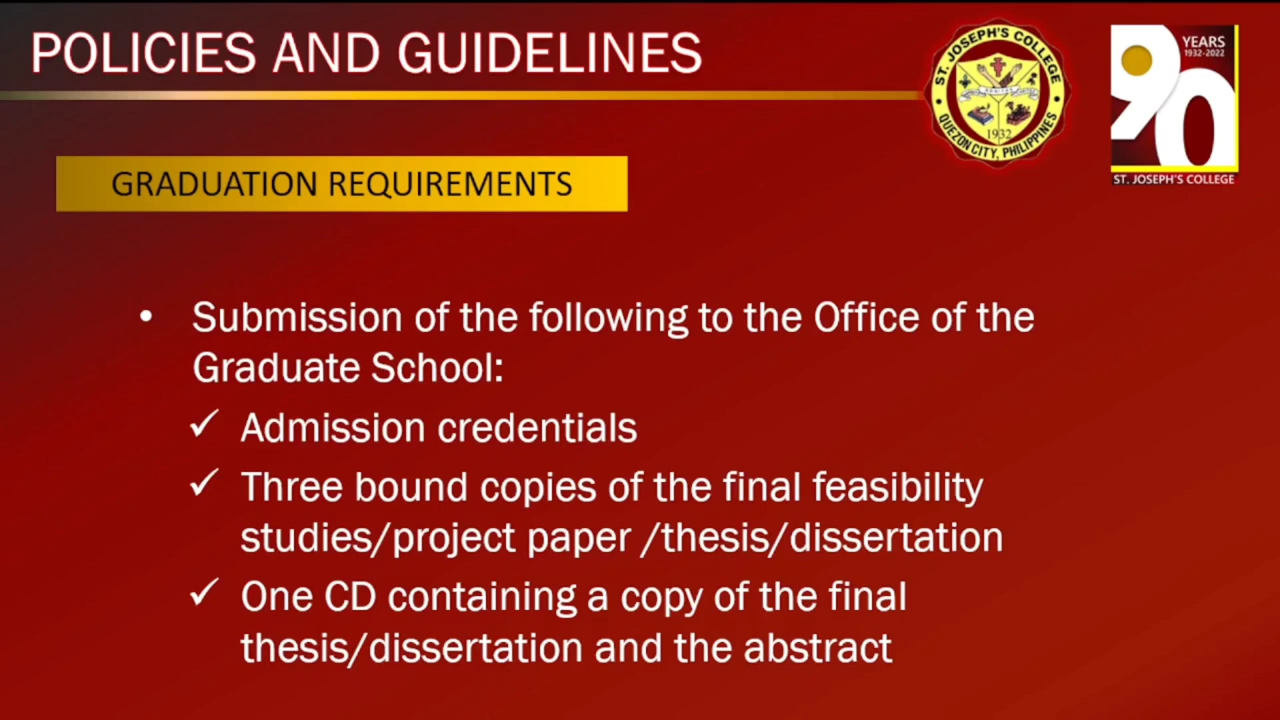 POLICIES AND GUIDELINES
ST. JOSEPH'S COLLEGE
QUEZON CITY, PHILIPPINES
1932
YEARS
1932-2022
90
ST. JOSEPH'S COLLEGE
GRADUATION REQUIREMENTS
• Submission of the following to the Office of the
Graduate School:
✓ Admission credentials
✓ Three bound copies of the final feasibility
studies/project paper /thesis/dissertation
✓ One CD containing a copy of the final
thesis/dissertation and the abstract